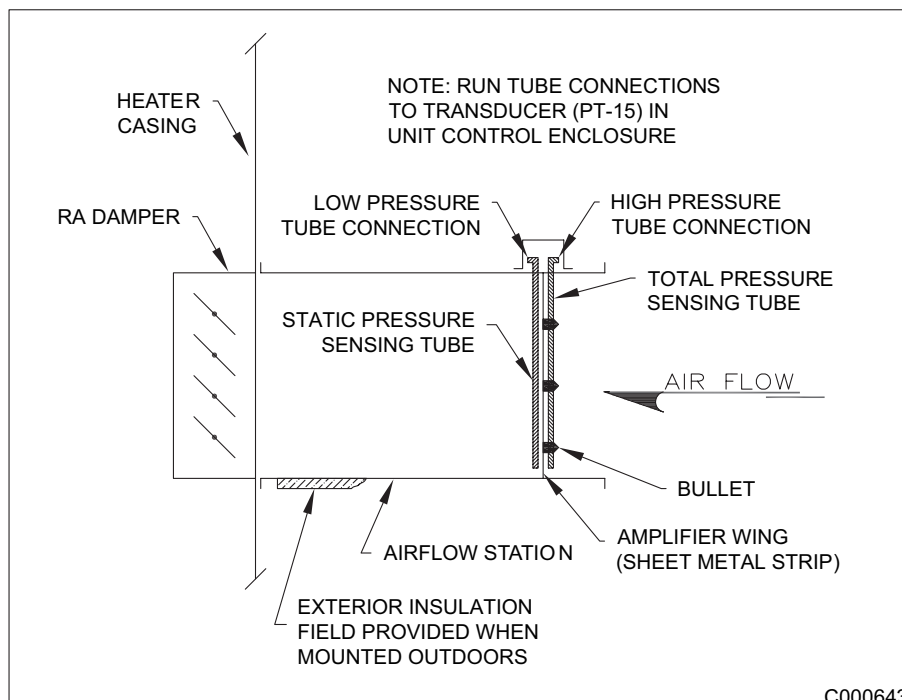 NOTE: RUN TUBE CONNECTIONS
TO TRANSDUCER (PT-15) IN
UNIT CONTROL ENCLOSURE
HEATER
CASING
RA DAMPER
LOW PRESSURE
TUBE CONNECTION
HIGH PRESSURE
TUBE CONNECTION
TOTAL PRESSURE
SENSING TUBE
STATIC PRESSURE
SENSING TUBE
AIR FLOW
BULLET
AMPLIFIER WING
(SHEET METAL STRIP)
AIRFLOW STATION
EXTERIOR INSULATION
FIELD PROVIDED WHEN
MOUNTED OUTDOORS
C000643